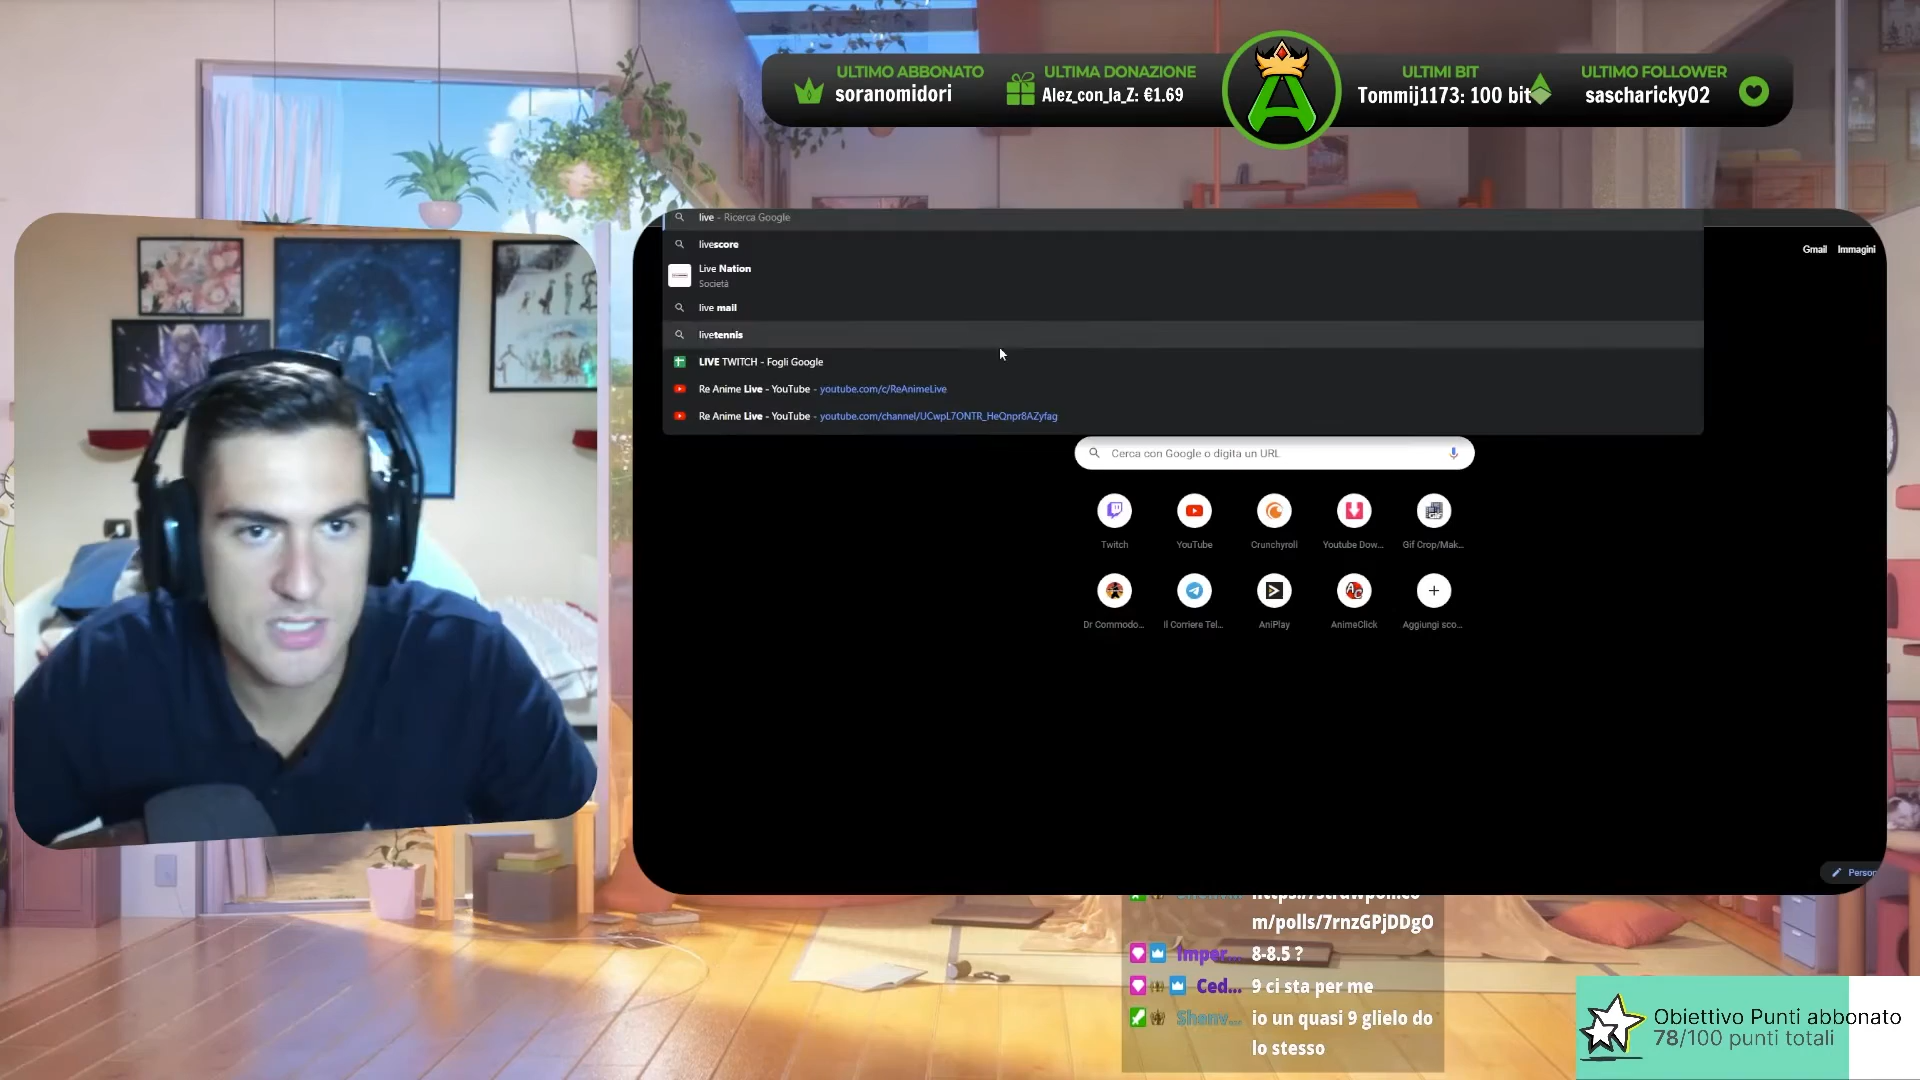 ULTIMO ABBONATO
soranomidori
ULTIMA DONAZIONE
Alez_con_la_Z: €1.69
A
ULTIMI BIT
Tommij1173: 100 bit
ULTIMO FOLLOWER
sascharicky02
live - Ricerca Google
livescore
Live Nation
Società
live mail
livetennis
LIVE TWITCH - Fogli Google
Re Anime Live - YouTube - youtube.com/c/ReAnimeLive
Re Anime Live - YouTube - youtube.com/channel/UCwpL7ONTR_HeQnpr8AZyfag
Gmail Immagini
Cerca con Google o digita un URL
Twitch YouTube Crunchyroll Youtube Dow... Gif Crop/Mak...
Dr Commodo... Il Corriere Tel... AniPlay AnimeClick Aggiungi sco...
Person
m/polls/7rnzGPjDDgO
Imper... 8-8.5 ?
Ced... 9 ci sta per me
Shanv... io un quasi 9 glielo do
lo stesso
Obiettivo Punti abbonato
78/100 punti totali